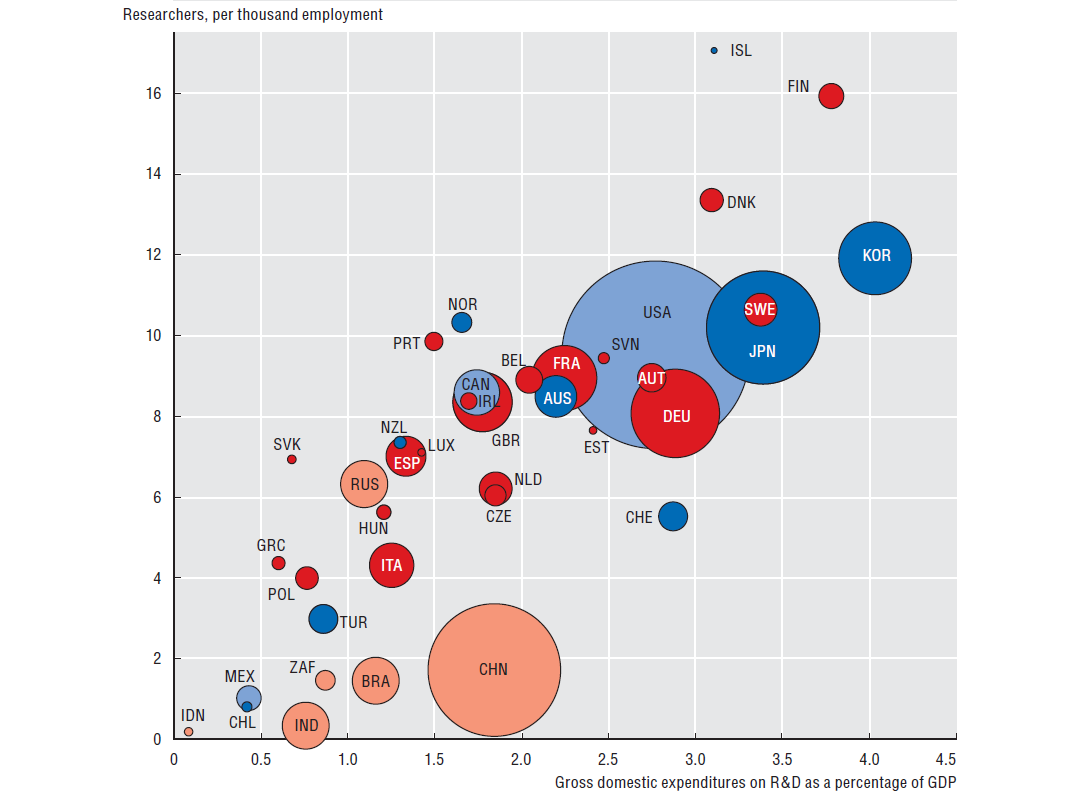 Researchers, per thousand employment
ISL
FIN
16
14
DNK
12
KOR
NOR
USA
SWE
10
PRT
SVN
JPN
BEL
FRA
CAN
AUT
IRL
AUS
8
DEU
NZL
GBR
EST
SVK
LUX
ESP
RUS
NLD
6
CZE
CHE
HUN
GRC
ITA
4
POL
TUR
2
ZAF
CHN
MEX
BRA
IDN
CHL
IND
0
0 0.5 1.0 1.5 2.0 2.5 3.0 3.5 4.0 4.5
Gross domestic expenditures on R&D as a percentage of GDP